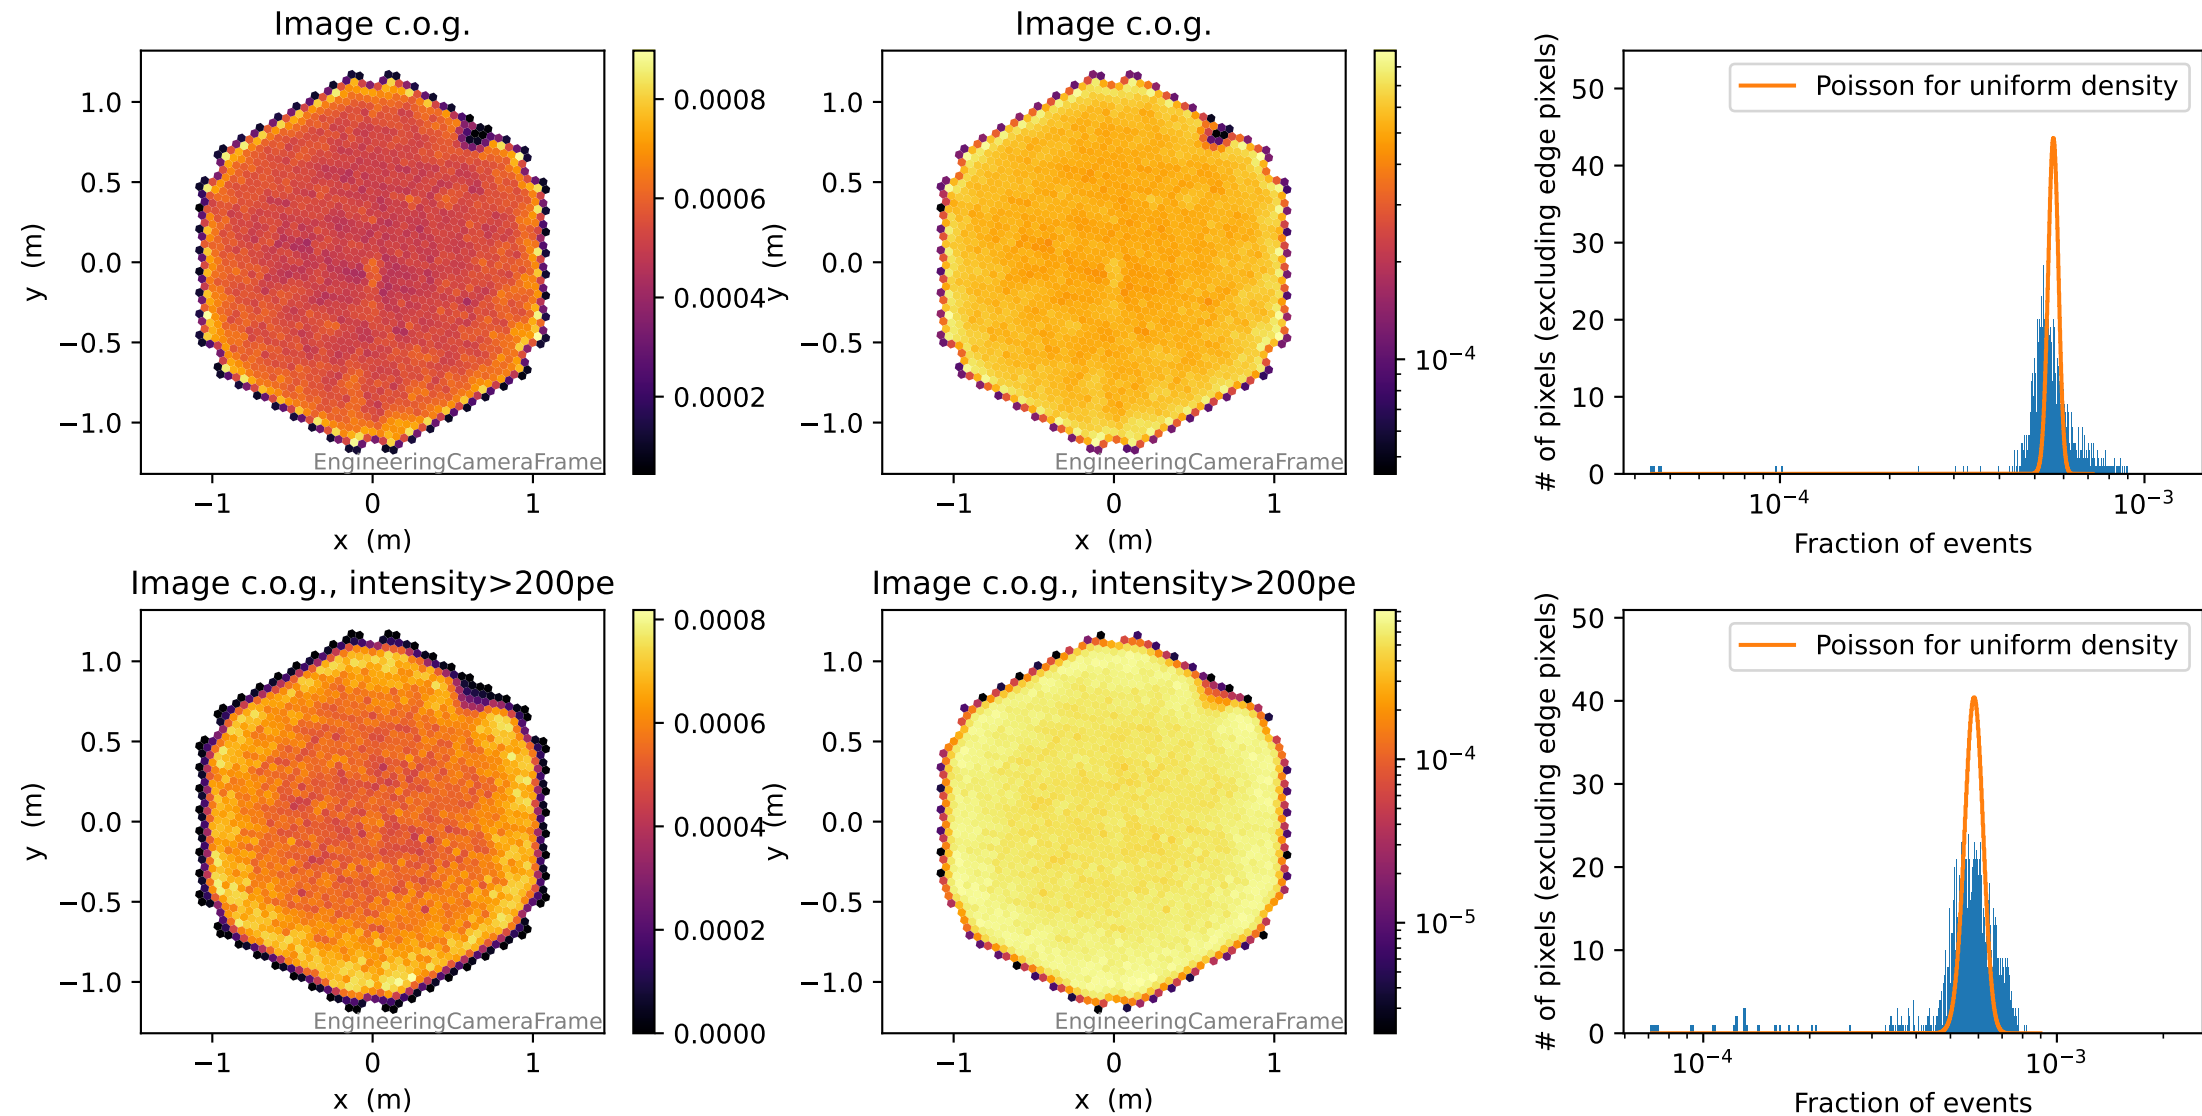 Image c.o.g.
1.0
0.5
0.0
−0.5
−1.0
y (m)
−1
0
1
x (m)
EngineeringCameraFrame
0.0008
0.0006
0.0004
0.0002
Image c.o.g.
1.0
0.5
0.0
−0.5
−1.0
y (m)
−1
0
1
x (m)
EngineeringCameraFrame
10⁻⁴
Poisson for uniform density
50
40
30
20
10
0
# of pixels (excluding edge pixels)
10⁻⁴
10⁻³
Fraction of events
Image c.o.g., intensity>200pe
1.0
0.5
0.0
−0.5
−1.0
y (m)
−1
0
1
x (m)
EngineeringCameraFrame
0.0008
0.0006
0.0004
0.0002
0.0000
Image c.o.g., intensity>200pe
1.0
0.5
0.0
−0.5
−1.0
y (m)
−1
0
1
x (m)
EngineeringCameraFrame
10⁻⁴
10⁻⁵
Poisson for uniform density
50
40
30
20
10
0
# of pixels (excluding edge pixels)
10⁻⁴
10⁻³
Fraction of events